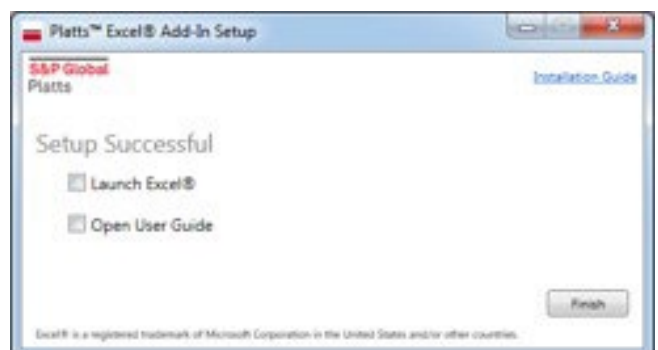 Platts™ Excel® Add-In Setup
S&P Global
Platts
Installation Guide
Setup Successful
Launch Excel®
Open User Guide
Finish
Excel® is a registered trademark of Microsoft Corporation in the United States and/or other countries.